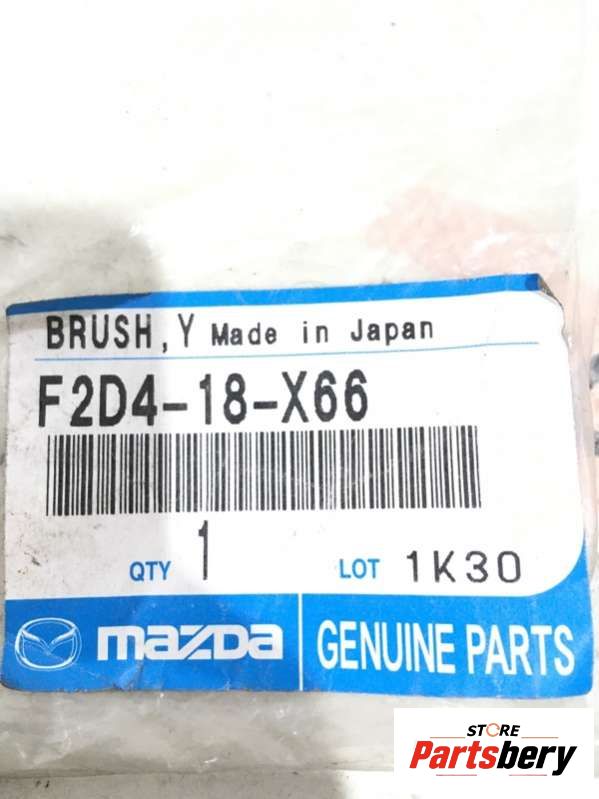 BRUSH,Y Made in Japan
F2D4-18-X66
QTY 1 LOT 1K30
mazda GENUINE PARTS
STORE
Partsbery